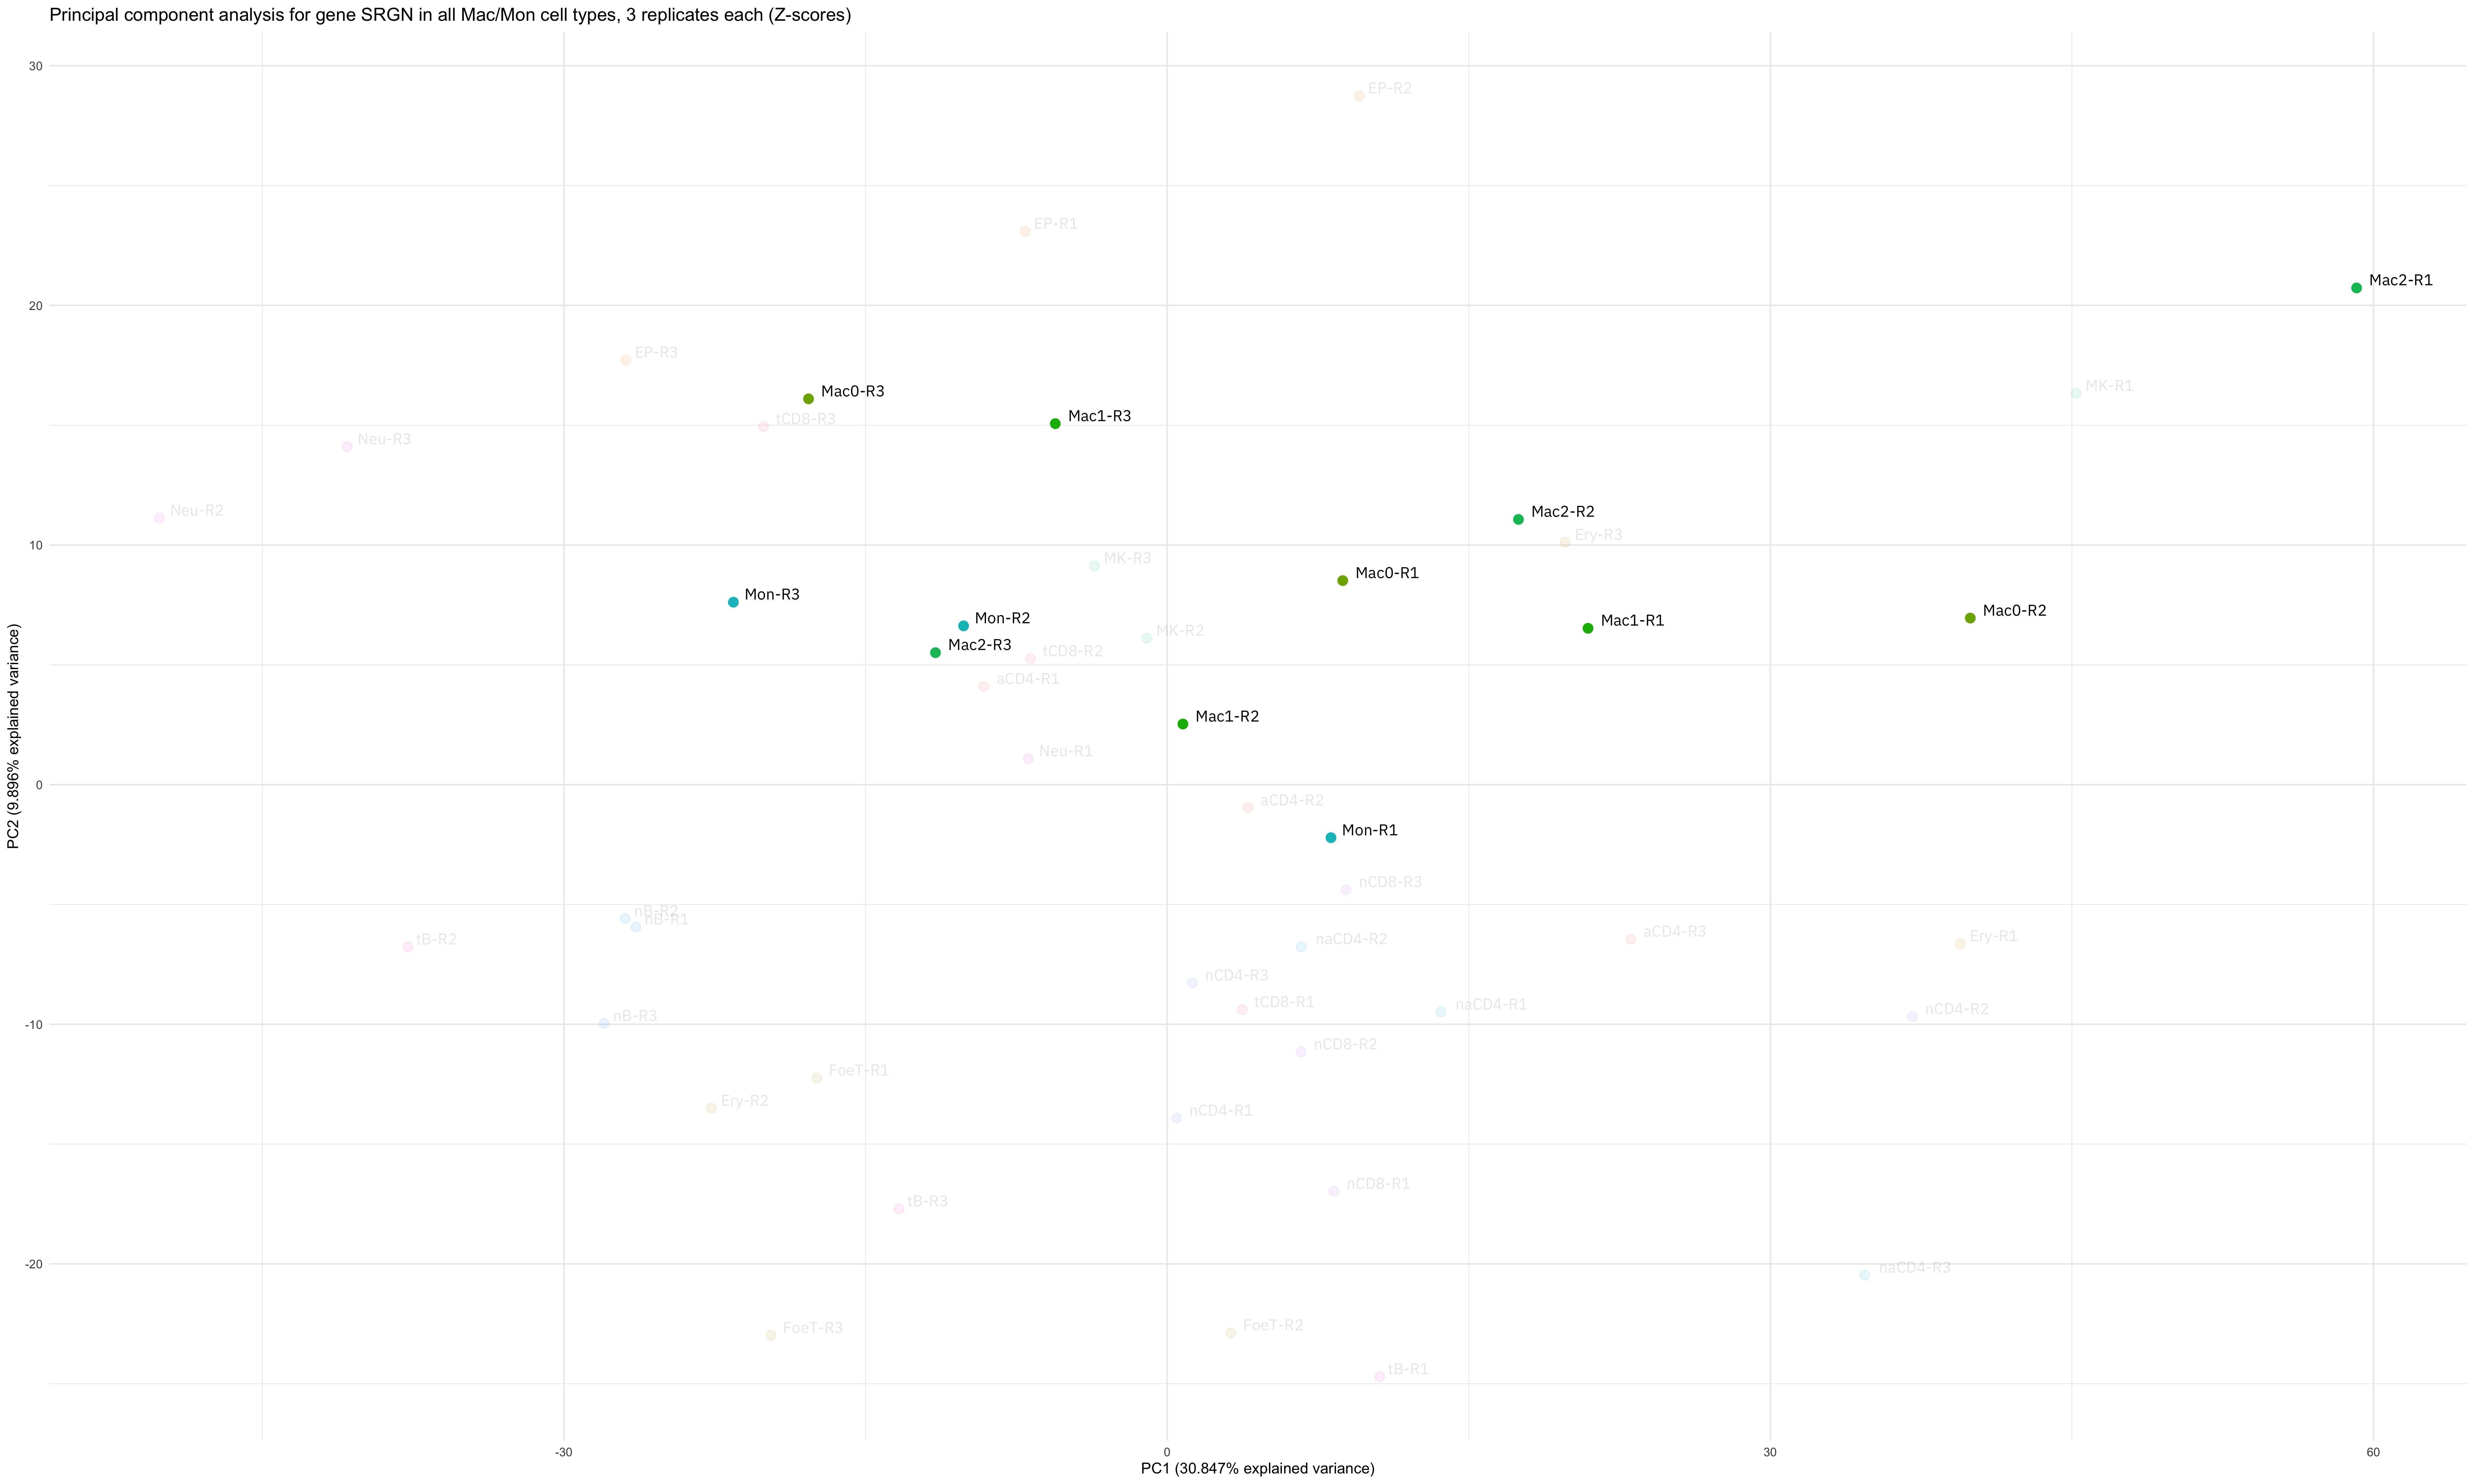 Principal component analysis for gene SRGN in all Mac/Mon cell types, 3 replicates each (Z-scores)
30
EP-R2
EP-R1
Mac2-R1
20
EP-R3
MK-R1
Mac0-R3
Mac1-R3
tCD8-R3
Neu-R3
Neu-R2
Mac2-R2
Ery-R3
10
MK-R3
Mac0-R1
Mon-R3
Mac0-R2
Mon-R2
Mac1-R1
MK-R2
Mac2-R3
tCD8-R2
aCD4-R1
Mac1-R2
Neu-R1
PC2 (9.896% explained variance)
0
aCD4-R2
Mon-R1
nCD8-R3
nB-R2
nB-R1
aCD4-R3
Ery-R1
tB-R2
naCD4-R2
nCD4-R3
tCD8-R1
naCD4-R1
nCD4-R2
nB-R3
-10
nCD8-R2
FoeT-R1
Ery-R2
nCD4-R1
nCD8-R1
tB-R3
-20
naCD4-R3
FoeT-R3
FoeT-R2
tB-R1
-30
0
30
60
PC1 (30.847% explained variance)